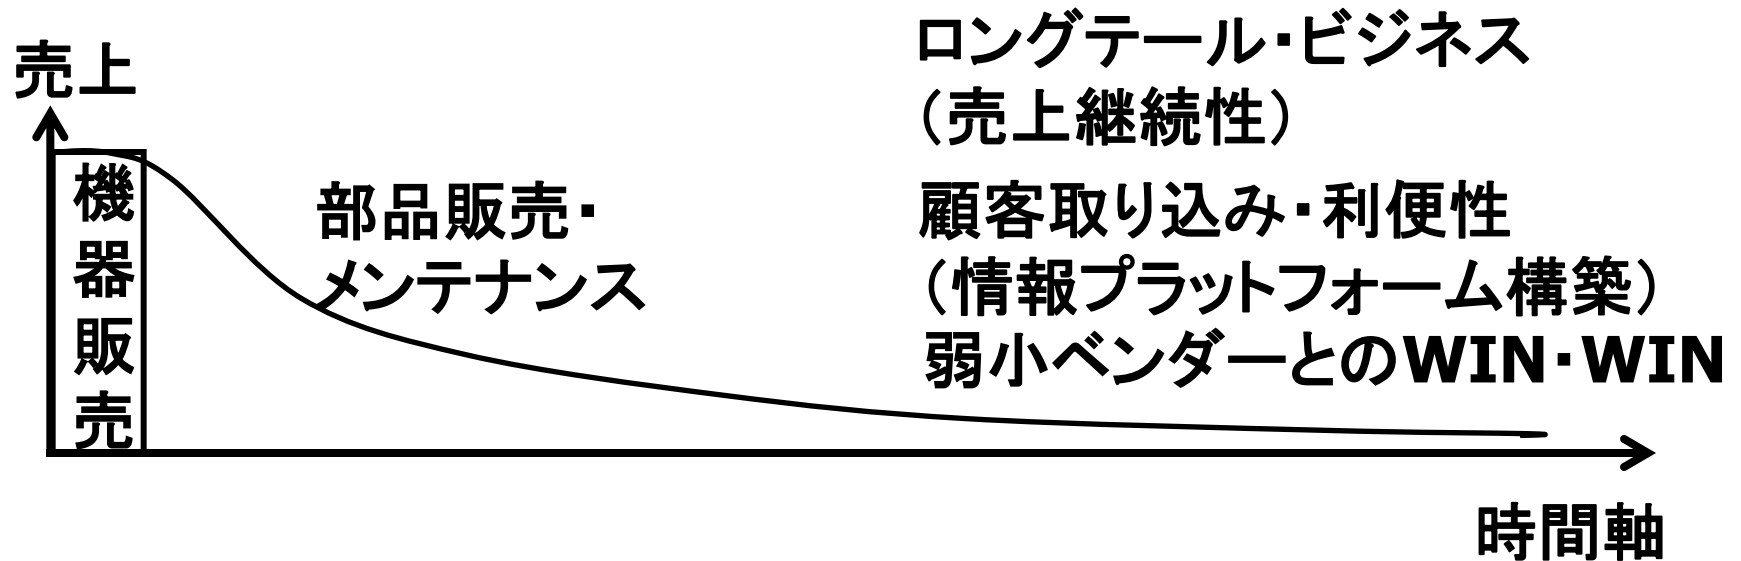 売上
機器販売
部品販売・
メンテナンス
ロングテール・ビジネス
（売上継続性）
顧客取り込み・利便性
（情報プラットフォーム構築）
弱小ベンダーとのWIN・WIN
時間軸